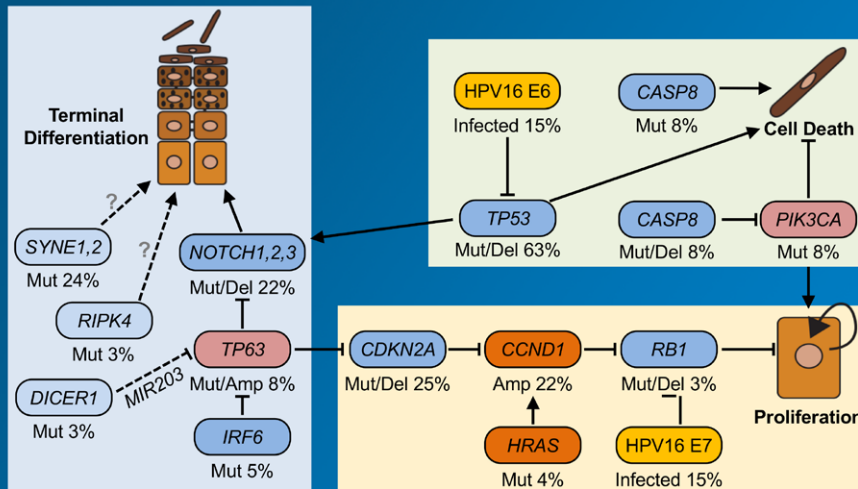 Terminal
Differentiation
?
?
SYNE1,2
Mut 24%
RIPK4
Mut 3%
DICER1
Mut 3%
MIR203
NOTCH1,2,3
Mut/Del 22%
TP63
Mut/Amp 8%
IRF6
Mut 5%
HPV16 E6
Infected 15%
CASP8
Mut 8%
Cell Death
TP53
Mut/Del 63%
CASP8
Mut/Del 8%
PIK3CA
Mut 8%
CDKN2A
Mut/Del 25%
CCND1
Amp 22%
RB1
Mut/Del 3%
HRAS
Mut 4%
HPV16 E7
Infected 15%
Proliferation